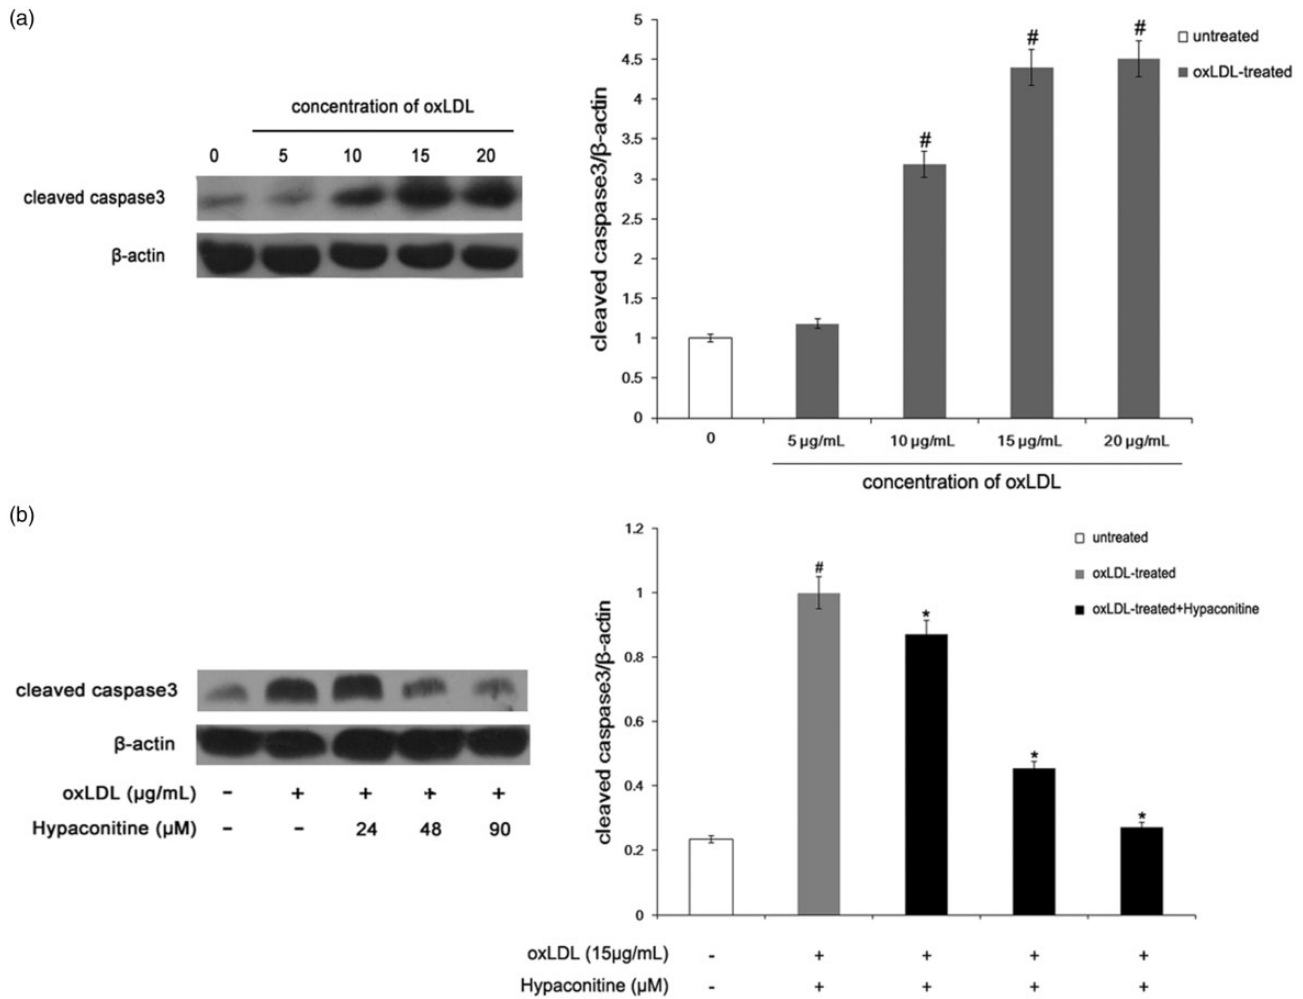 (a)
concentration of oxLDL
0 5 10 15 20
cleaved caspase3
β-actin
cleaved caspase3/β-actin
5
4.5
4
3.5
3
2.5
2
1.5
1
0.5
0
# # #
untreated
oxLDL-treated
0 5 µg/mL 10 µg/mL 15 µg/mL 20 µg/mL
concentration of oxLDL
(b)
cleaved caspase3
β-actin
oxLDL (µg/mL) - + + + +
Hypaconitine (µM) - - 24 48 90
cleaved caspase3/β-actin
1.2
1
0.8
0.6
0.4
0.2
0
# * * *
untreated
oxLDL-treated
oxLDL-treated+Hypaconitine
oxLDL (15µg/mL) - + + + +
Hypaconitine (µM) - + + + +